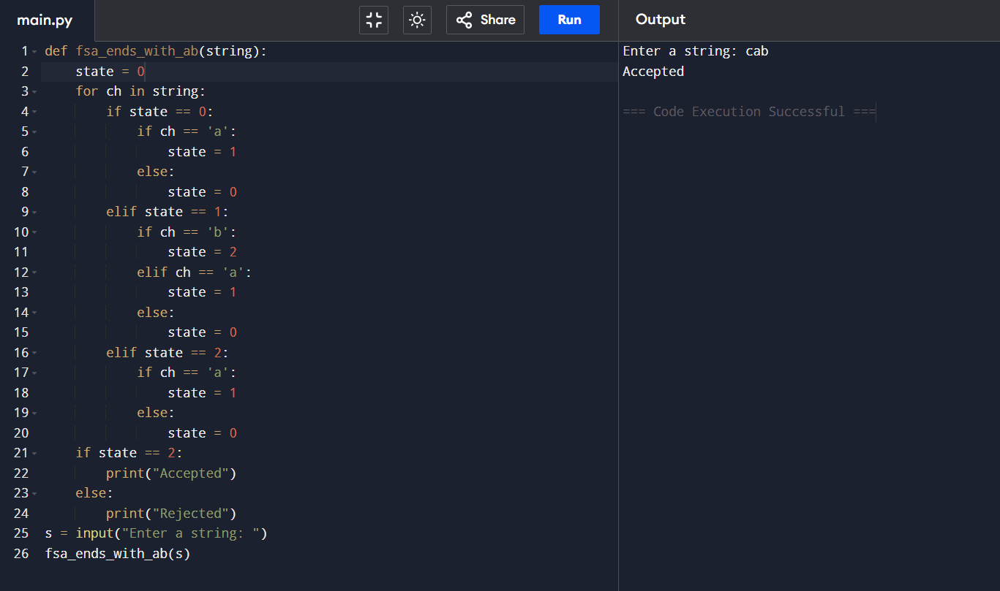 main.py
Share
Run
Output
1 def fsa_ends_with_ab(string):
2     state = 0
3     for ch in string:
4         if state == 0:
5             if ch == 'a':
6                 state = 1
7             else:
8                 state = 0
9         elif state == 1:
10             if ch == 'b':
11                 state = 2
12             elif ch == 'a':
13                 state = 1
14             else:
15                 state = 0
16         elif state == 2:
17             if ch == 'a':
18                 state = 1
19             else:
20                 state = 0
21     if state == 2:
22         print("Accepted")
23     else:
24         print("Rejected")
25 s = input("Enter a string: ")
26 fsa_ends_with_ab(s)
Enter a string: cab
Accepted
=== Code Execution Successful ===